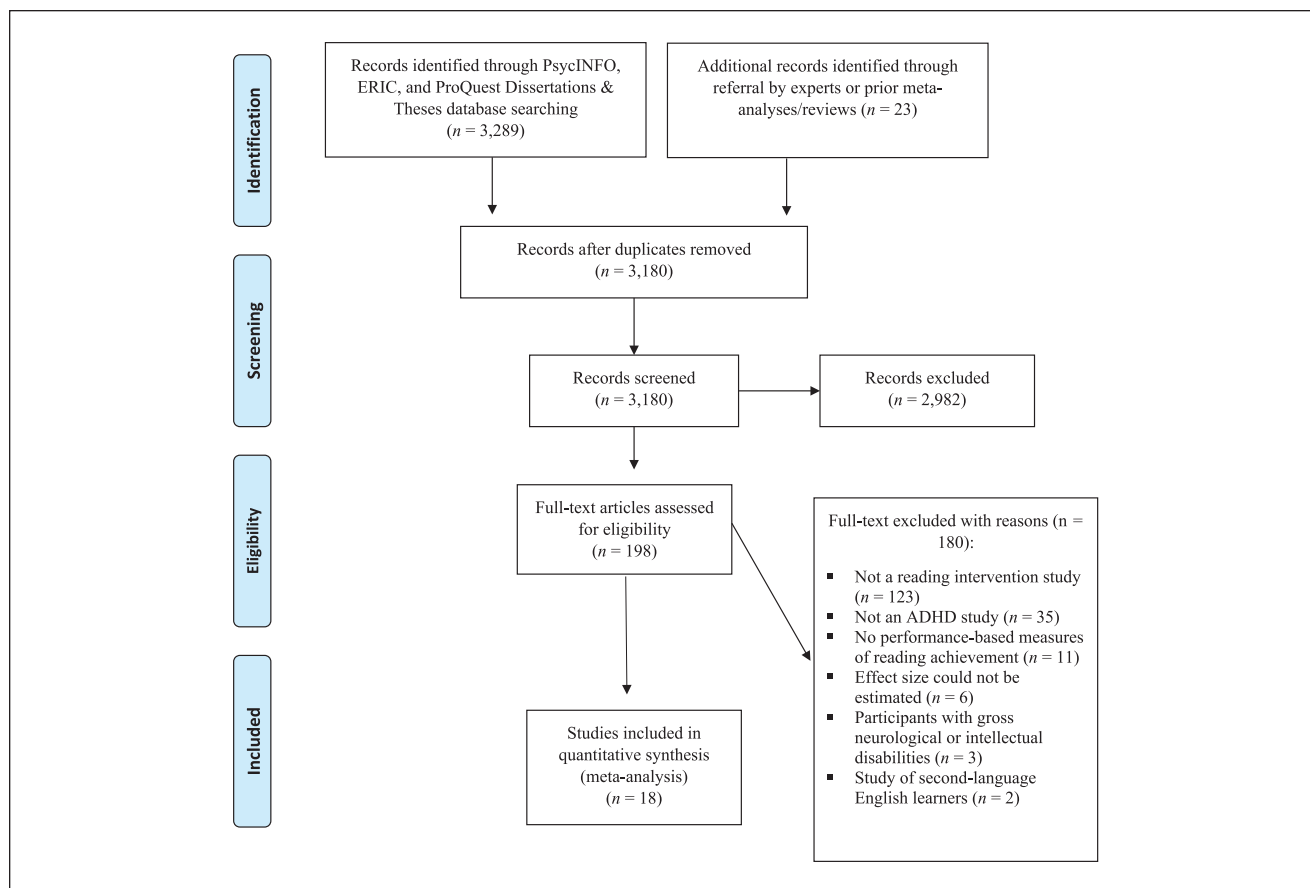 Identification
Records identified through PsycINFO,
ERIC, and ProQuest Dissertations &
Theses database searching
(n = 3,289)
Additional records identified through
referral by experts or prior meta-
analyses/reviews (n = 23)
Records after duplicates removed
(n = 3,180)
Screening
Records screened
(n = 3,180)
Records excluded
(n = 2,982)
Eligibility
Full-text articles assessed
for eligibility
(n = 198)
Full-text excluded with reasons (n =
180):
▪ Not a reading intervention study
(n = 123)
▪ Not an ADHD study (n = 35)
▪ No performance-based measures
of reading achievement (n = 11)
▪ Effect size could not be
estimated (n = 6)
▪ Participants with gross
neurological or intellectual
disabilities (n = 3)
▪ Study of second-language
English learners (n = 2)
Included
Studies included in
quantitative synthesis
(meta-analysis)
(n = 18)